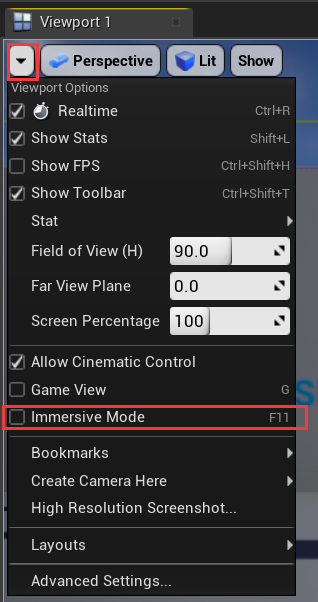 Viewport 1
Perspective Lit Show
Viewport Options
Realtime Ctrl+R
Show Stats Shift+L
Show FPS Ctrl+Shift+H
Show Toolbar Ctrl+Shift+T
Stat
Field of View (H) 90.0
Far View Plane 0.0
Screen Percentage 100
Allow Cinematic Control
Game View G
Immersive Mode F11
Bookmarks
Create Camera Here
High Resolution Screenshot...
Layouts
Advanced Settings...